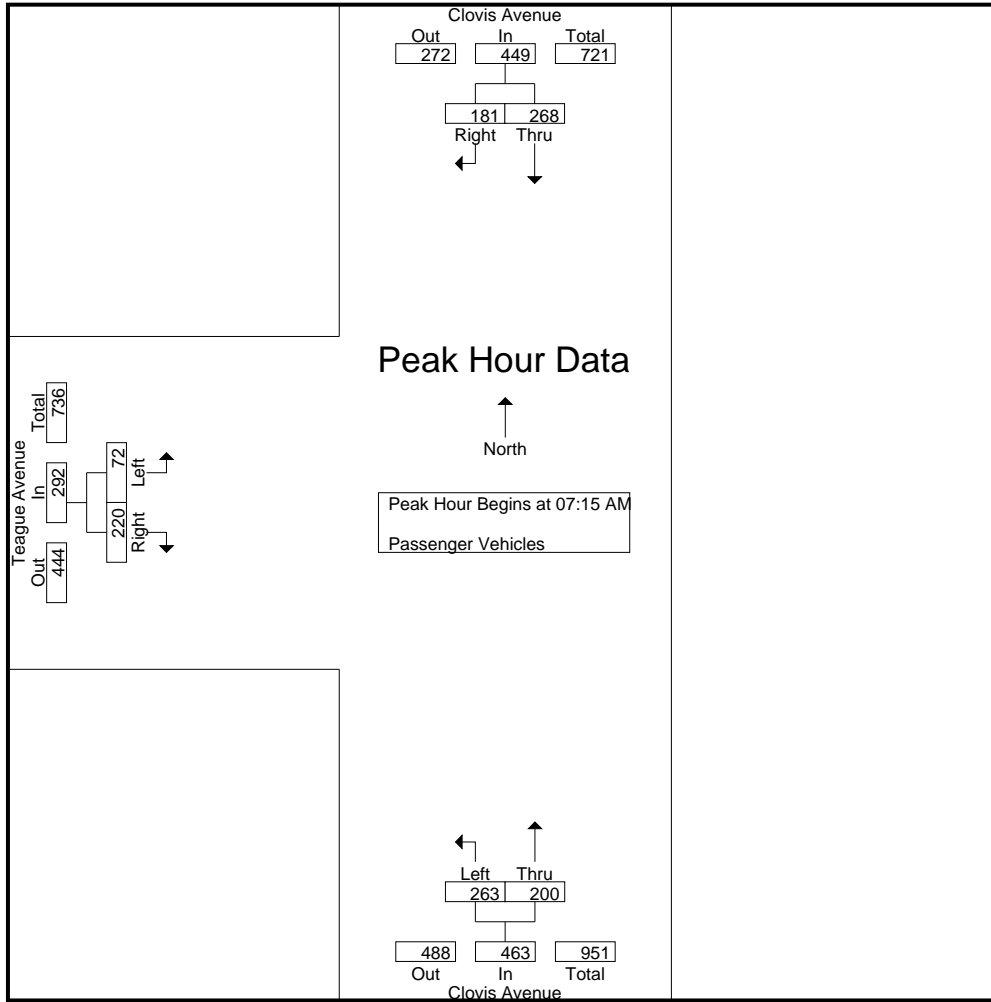 Clovis Avenue
Out In Total
272 449 721
181 268
Right Thru
Peak Hour Data
North
Peak Hour Begins at 07:15 AM
Passenger Vehicles
Teague Avenue
Out In Total
444 292 736
220 72
Right Left
Left Thru
263 200
488 463 951
Out In Total
Clovis Avenue